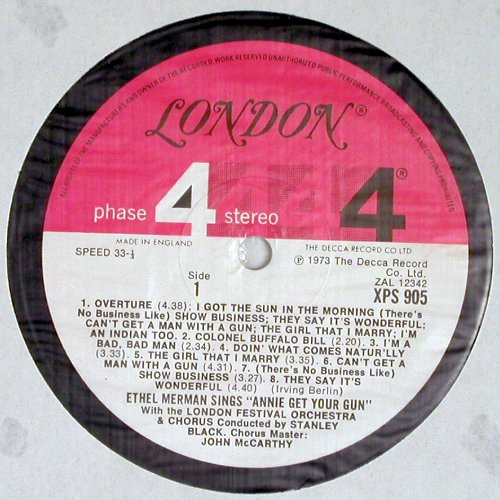 ALL RIGHTS OF THE MANUFACTURERS AND OWNER OF THE RECORDED WORK RESERVED UNAUTHORIZED PUBLIC PERFORMANCE BROADCASTING AND COPYING PROHIBITED
LONDON®
phase 4 stereo 4®
MADE IN ENGLAND THE DECCA RECORD CO LTD
SPEED 33-⅓
℗ 1973 The Decca Record
Co. Ltd.
ZAL 12342
Side
1
XPS 905
1. OVERTURE (4.38); I GOT THE SUN IN THE MORNING (There's
No Business Like) SHOW BUSINESS; THEY SAY IT'S WONDERFUL;
CAN'T GET A MAN WITH A GUN; THE GIRL THAT I MARRY; I'M
AN INDIAN TOO. 2. COLONEL BUFFALO BILL (2.20). 3. I'M A
BAD, BAD MAN (2.34). 4. DOIN' WHAT COMES NATUR'LLY
(3.33). 5. THE GIRL THAT I MARRY (3.35). 6. CAN'T GET A
MAN WITH A GUN (4.31). 7. (There's No Business Like)
SHOW BUSINESS (3.27). 8. THEY SAY IT'S
WONDERFUL (4.40) (Irving Berlin)
ETHEL MERMAN SINGS "ANNIE GET YOUR GUN"
With the LONDON FESTIVAL ORCHESTRA
& CHORUS Conducted by STANLEY
BLACK. Chorus Master:
JOHN McCARTHY